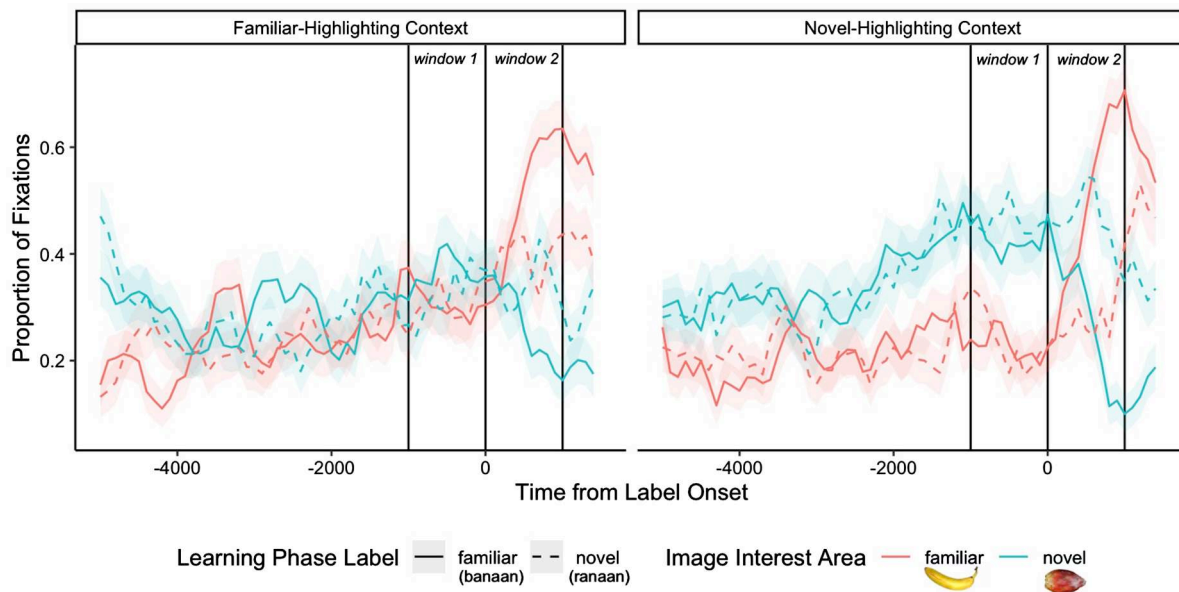 Familiar-Highlighting Context
Novel-Highlighting Context
window 1
window 2
window 1
window 2
Proportion of Fixations
0.6
0.4
0.2
-4000
-2000
0
-4000
-2000
0
Time from Label Onset
Learning Phase Label
familiar
(banaan)
novel
(ranaan)
Image Interest Area
familiar
novel